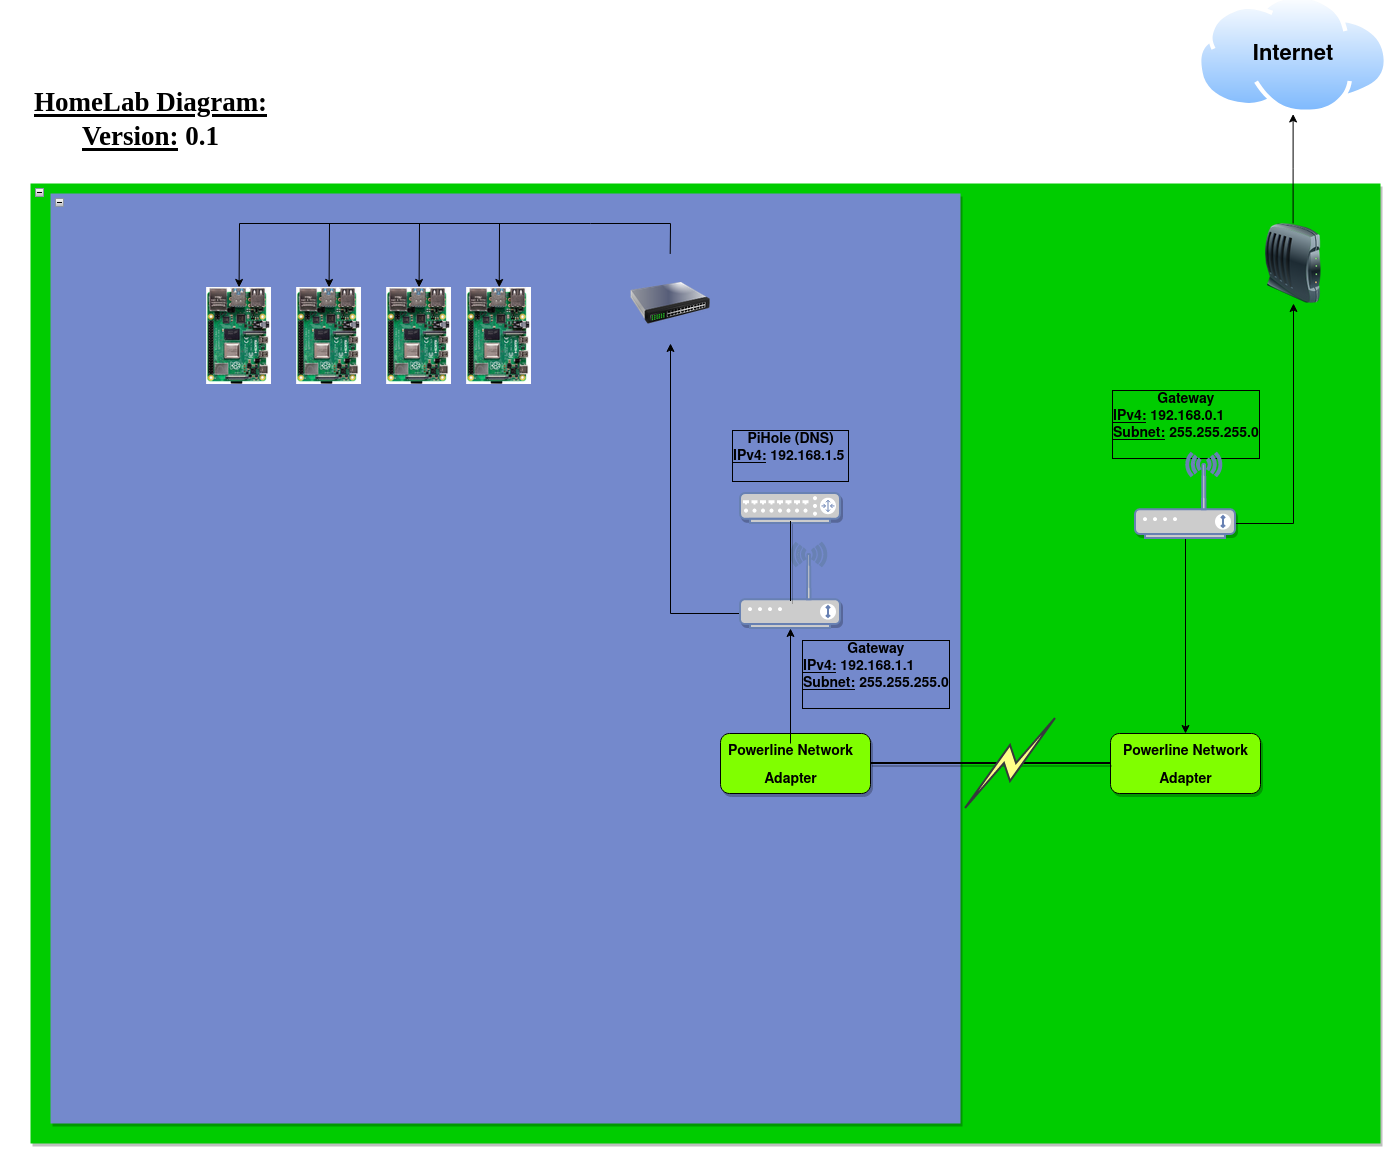 Internet
HomeLab Diagram:
Version: 0.1
Gateway
IPv4: 192.168.0.1
Subnet: 255.255.255.0
PiHole (DNS)
IPv4: 192.168.1.5
Gateway
IPv4: 192.168.1.1
Subnet: 255.255.255.0
Powerline Network
Adapter
Powerline Network
Adapter